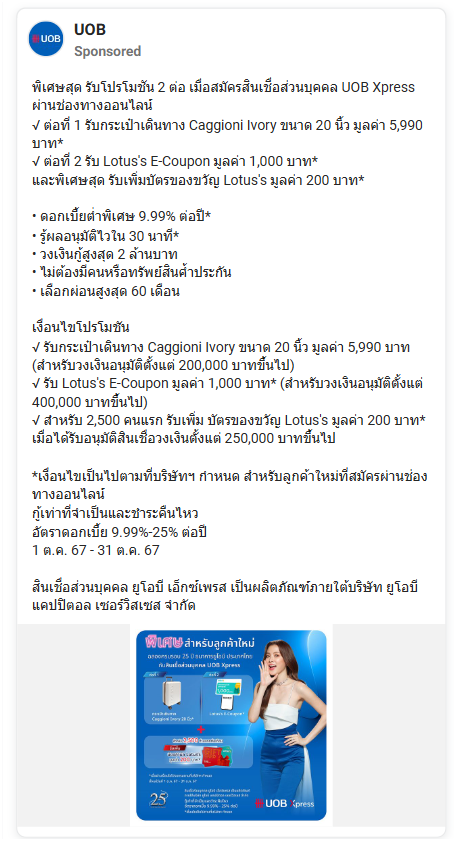 UOB
UOB
Sponsored
พิเศษสุด รับโปรโมชัน 2 ต่อ เมื่อสมัครสินเชื่อส่วนบุคคล UOB Xpress
ผ่านช่องทางออนไลน์
√ ต่อที่ 1 รับกระเป๋าเดินทาง Caggioni Ivory ขนาด 20 นิ้ว มูลค่า 5,990
บาท*
√ ต่อที่ 2 รับ Lotus's E-Coupon มูลค่า 1,000 บาท*
และพิเศษสุด รับเพิ่มบัตรของขวัญ Lotus's มูลค่า 200 บาท*
• ดอกเบี้ยต่ำพิเศษ 9.99% ต่อปี*
• รู้ผลอนุมัติไวใน 30 นาที*
• วงเงินกู้สูงสุด 2 ล้านบาท
• ไม่ต้องมีคนหรือทรัพย์สินค้ำประกัน
• เลือกผ่อนสูงสุด 60 เดือน
เงื่อนไขโปรโมชัน
√ รับกระเป๋าเดินทาง Caggioni Ivory ขนาด 20 นิ้ว มูลค่า 5,990 บาท
(สำหรับวงเงินอนุมัติตั้งแต่ 200,000 บาทขึ้นไป)
√ รับ Lotus's E-Coupon มูลค่า 1,000 บาท* (สำหรับวงเงินอนุมัติตั้งแต่
400,000 บาทขึ้นไป)
√ สำหรับ 2,500 คนแรก รับเพิ่ม บัตรของขวัญ Lotus's มูลค่า 200 บาท*
เมื่อได้รับอนุมัติสินเชื่อวงเงินตั้งแต่ 250,000 บาทขึ้นไป
*เงื่อนไขเป็นไปตามที่บริษัทฯ กำหนด สำหรับลูกค้าใหม่ที่สมัครผ่านช่อง
ทางออนไลน์
กู้เท่าที่จำเป็นและชำระคืนไหว
อัตราดอกเบี้ย 9.99%-25% ต่อปี
1 ต.ค. 67 - 31 ต.ค. 67
สินเชื่อส่วนบุคคล ยูโอบี เอ็กซ์เพรส เป็นผลิตภัณฑ์ภายใต้บริษัท ยูโอบี
แคปปิตอล เซอร์วิสเซส จำกัด
พิเศษ สำหรับลูกค้าใหม่
ฉลองครบรอบ 25 ปี ธนาคารยูโอบี ประเทศไทย
กับสินเชื่อส่วนบุคคล UOB Xpress
25
UOB Xpress